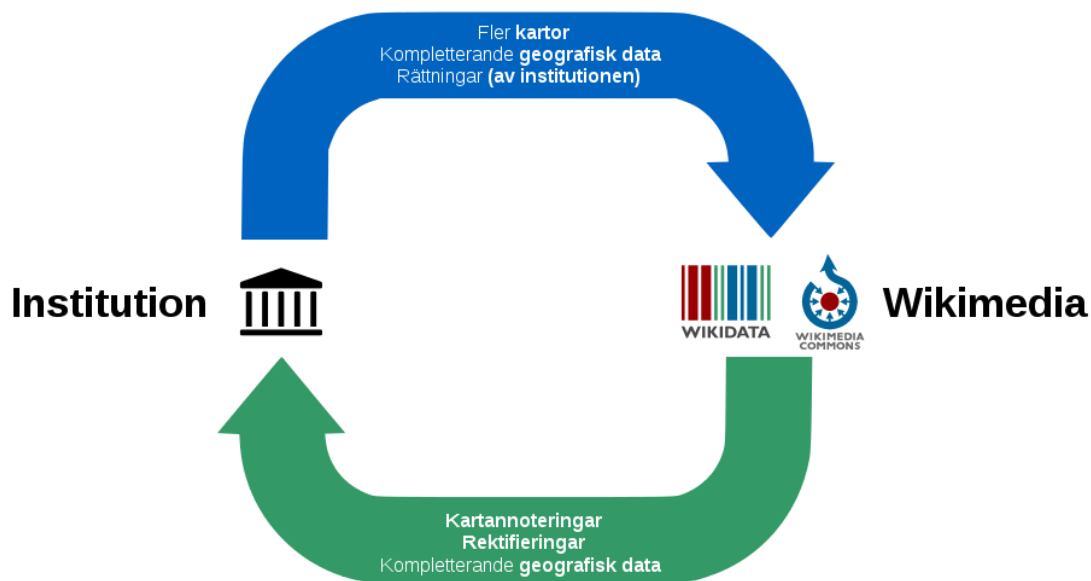 Fler kartor
Kompletterande geografisk data
Rättningar (av institutionen)
Institution
WIKIDATA
WIKIMEDIA
COMMONS
Wikimedia
Kartannoteringar
Rektifieringar
Kompletterande geografisk data